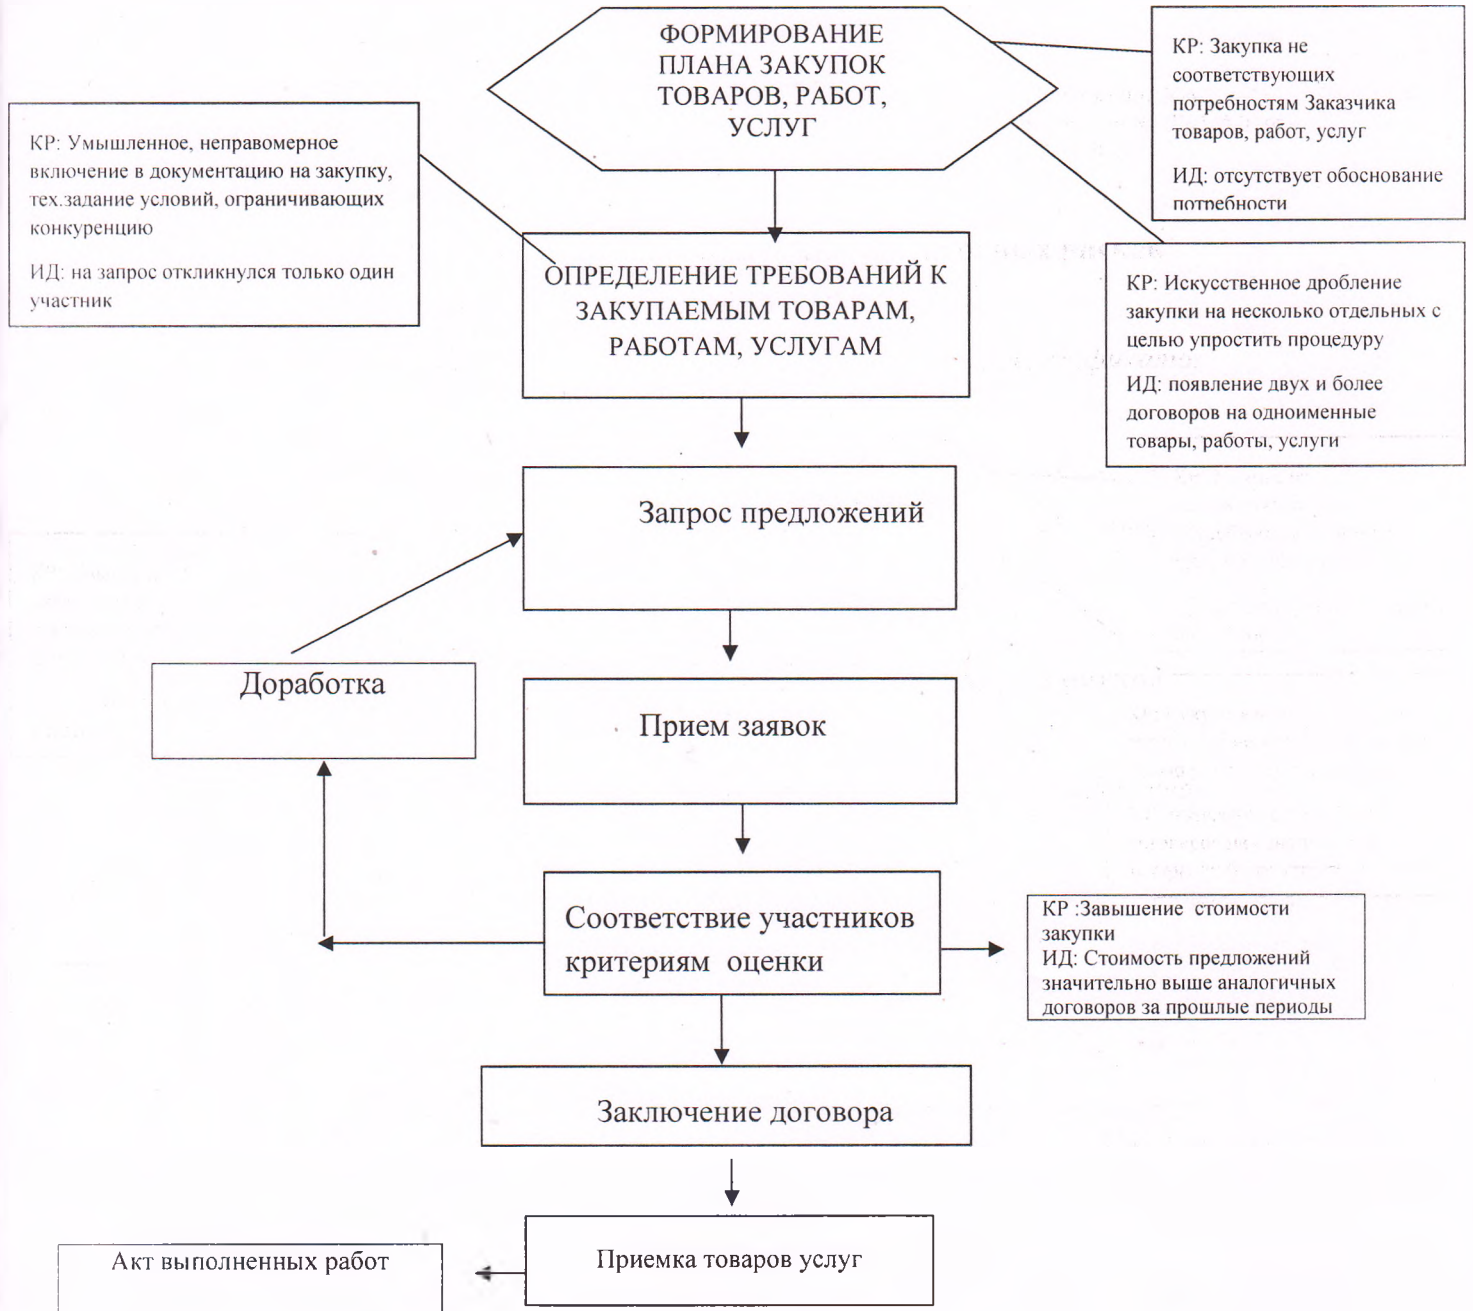 ФОРМИРОВАНИЕ
ПЛАНА ЗАКУПОК
ТОВАРОВ, РАБОТ,
УСЛУГ
КР: Закупка не
соответствующих
потребностям Заказчика
товаров, работ, услуг
ИД: отсутствует обоснование
потребности
КР: Умышленное, неправомерное
включение в документацию на закупку,
тех.задание условий, ограничивающих
конкуренцию
ИД: на запрос откликнулся только один
участник
ОПРЕДЕЛЕНИЕ ТРЕБОВАНИЙ К
ЗАКУПАЕМЫМ ТОВАРАМ,
РАБОТАМ, УСЛУГАМ
КР: Искусственное дробление
закупки на несколько отдельных с
целью упростить процедуру
ИД: появление двух и более
договоров на одноименные
товары, работы, услуги
Запрос предложений
Доработка
Прием заявок
Соответствие участников
критериям оценки
КР :Завышение стоимости
закупки
ИД: Стоимость предложений
значительно выше аналогичных
договоров за прошлые периоды
Заключение договора
Приемка товаров услуг
Акт выполненных работ